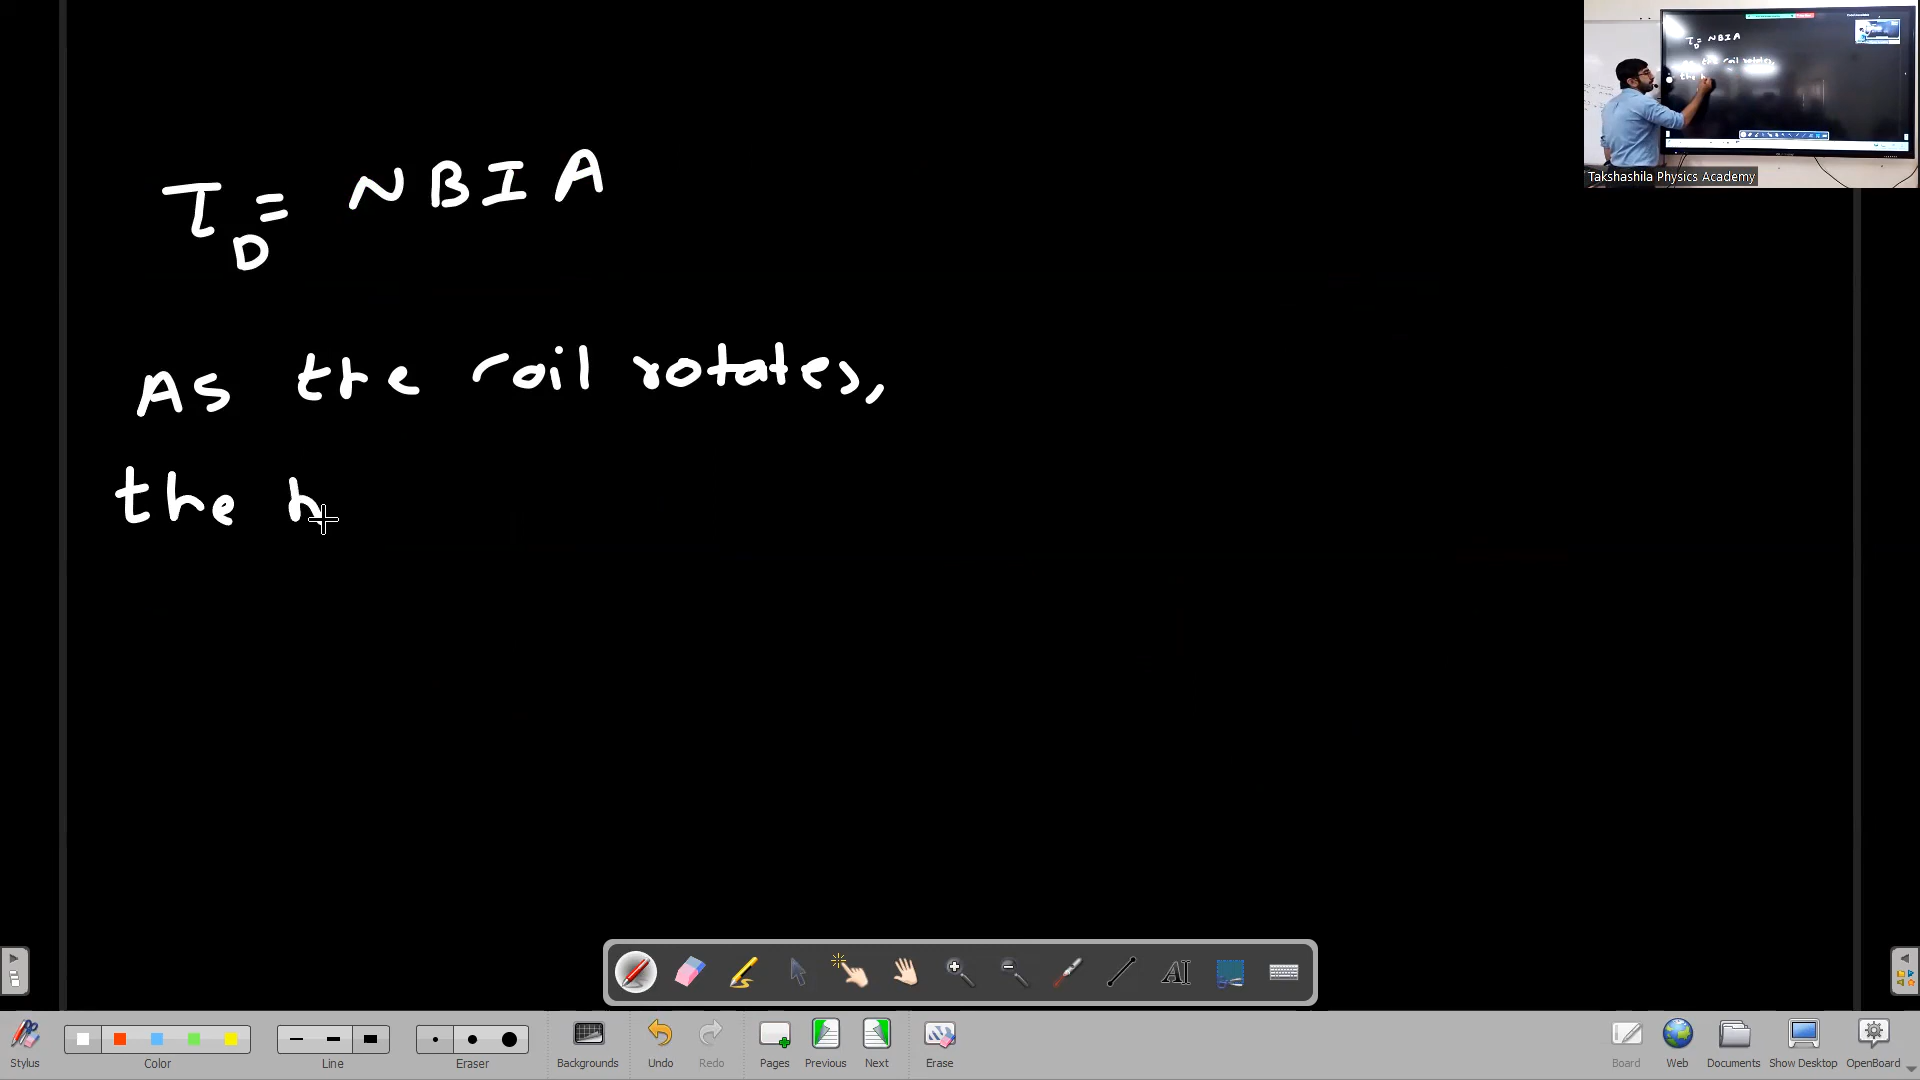 τ_D = NBIA
As the coil rotates,
the h
Takshashila Physics Academy
Stylus
Color
Line
Eraser
Backgrounds
Undo
Redo
Pages
Previous
Next
Erase
Board
Web
Documents
Show Desktop
OpenBoard